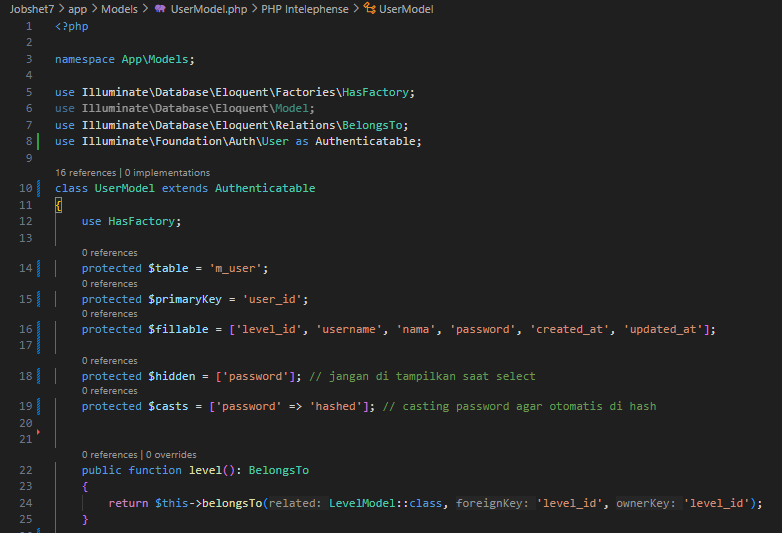 Jobshet7 > app > Models > UserModel.php > PHP Intelephense > UserModel
1 <?php
2
3 namespace App\Models;
4
5 use Illuminate\Database\Eloquent\Factories\HasFactory;
6 use Illuminate\Database\Eloquent\Model;
7 use Illuminate\Database\Eloquent\Relations\BelongsTo;
8 use Illuminate\Foundation\Auth\User as Authenticatable;
9
16 references | 0 implementations
10 class UserModel extends Authenticatable
11 {
12 use HasFactory;
13
0 references
14 protected $table = 'm_user';
0 references
15 protected $primaryKey = 'user_id';
0 references
16 protected $fillable = ['level_id', 'username', 'nama', 'password', 'created_at', 'updated_at'];
17
0 references
18 protected $hidden = ['password']; // jangan di tampilkan saat select
0 references
19 protected $casts = ['password' => 'hashed']; // casting password agar otomatis di hash
20
21
0 references | 0 overrides
22 public function level(): BelongsTo
23 {
24 return $this->belongsTo(related: LevelModel::class, foreignKey: 'level_id', ownerKey: 'level_id');
25 }